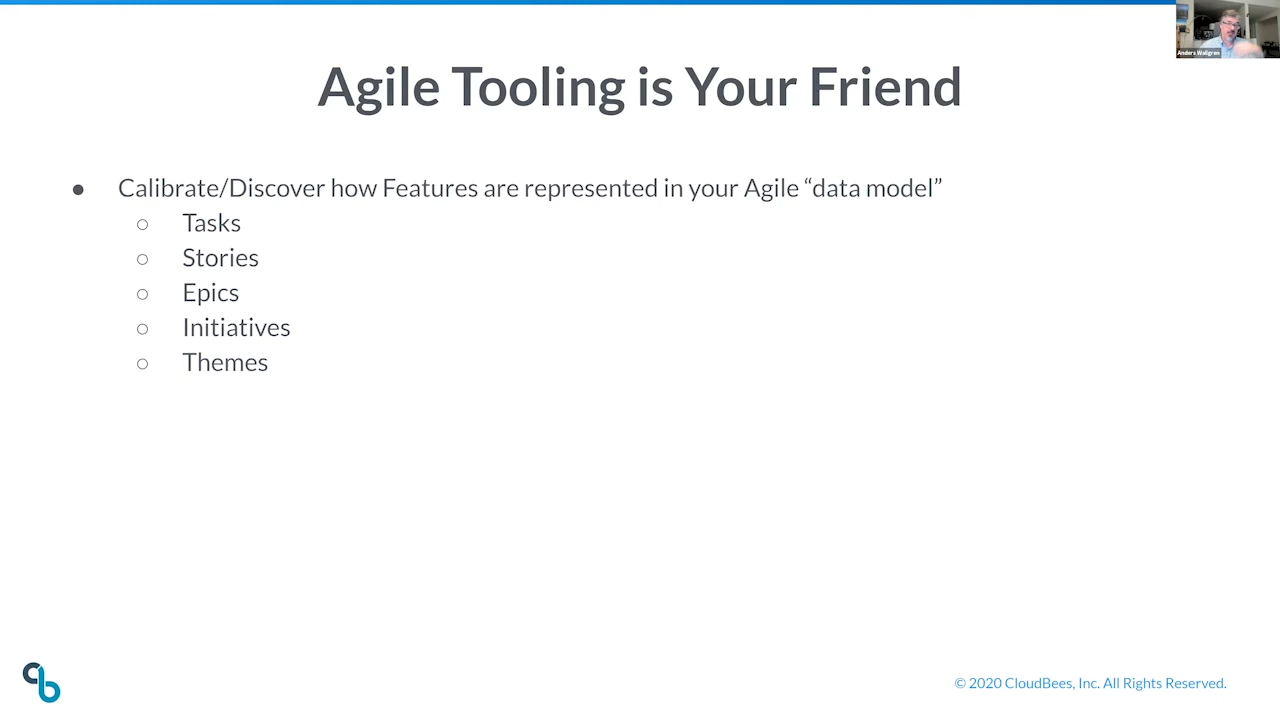 Anders Wallgren
Agile Tooling is Your Friend
● Calibrate/Discover how Features are represented in your Agile “data model”
○ Tasks
○ Stories
○ Epics
○ Initiatives
○ Themes
© 2020 CloudBees, Inc. All Rights Reserved.